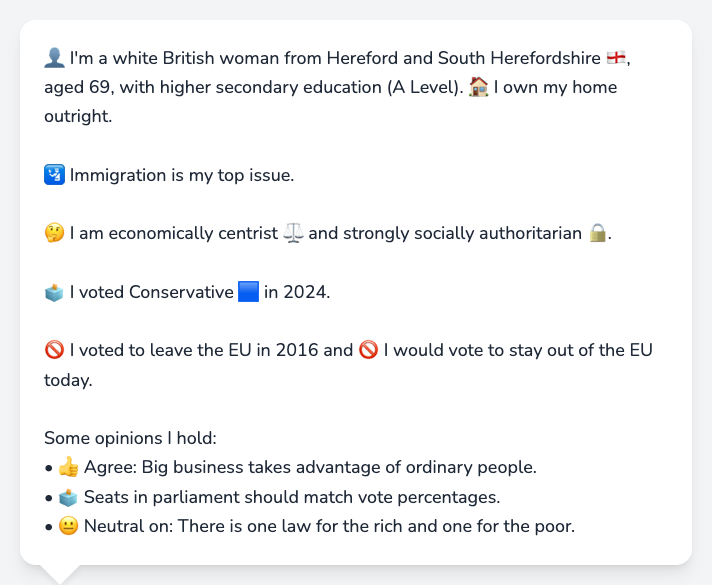 👤 I'm a white British woman from Hereford and South Herefordshire 🏴󠁧󠁢󠁥󠁮󠁧󠁿,
aged 69, with higher secondary education (A Level). 🏠 I own my home
outright.
🛂 Immigration is my top issue.
🤔 I am economically centrist ⚖️ and strongly socially authoritarian 🔒.
🗳️ I voted Conservative 🟦 in 2024.
🚫 I voted to leave the EU in 2016 and 🚫 I would vote to stay out of the EU
today.
Some opinions I hold:
• 👍 Agree: Big business takes advantage of ordinary people.
• 🗳️ Seats in parliament should match vote percentages.
• 😐 Neutral on: There is one law for the rich and one for the poor.